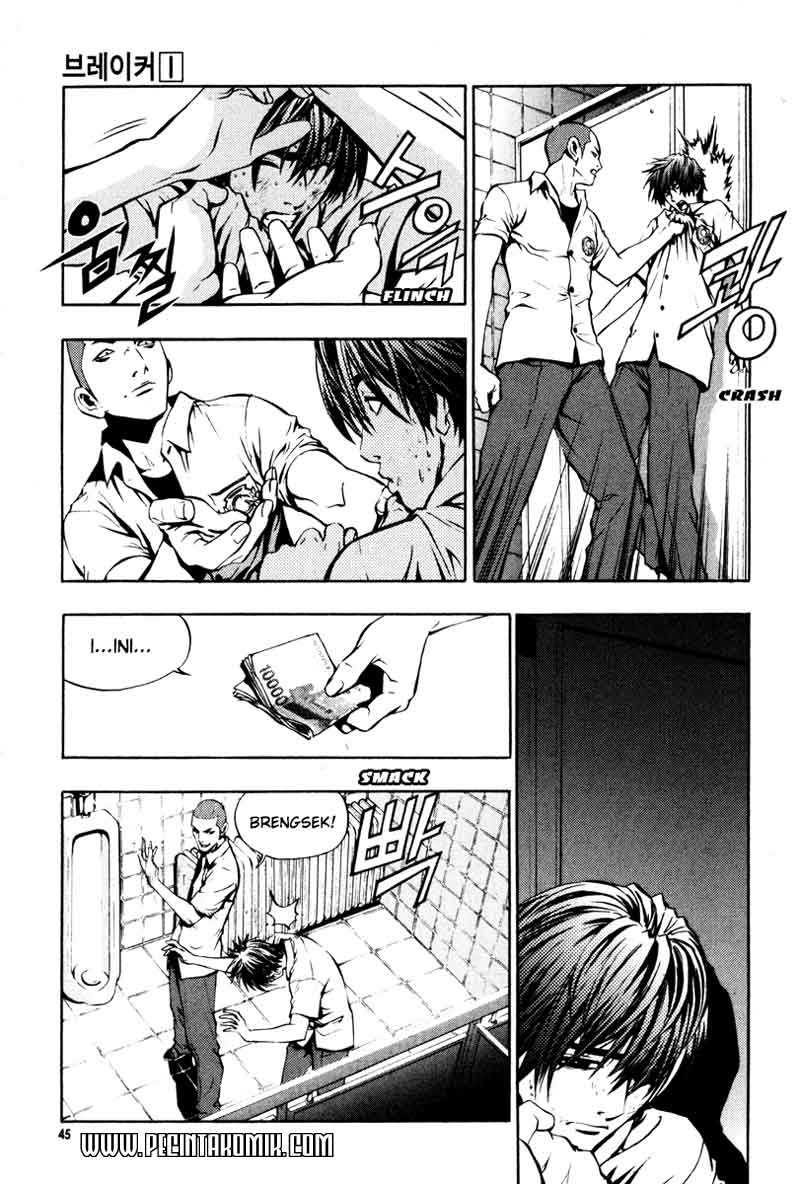 브레이커 1
움찔
슥
FLINCH
쾅
CRASH
I...INI...
10000
SMACK
BRENGSEK!
빡
45
WWW.PECINTAKOMIK.COM